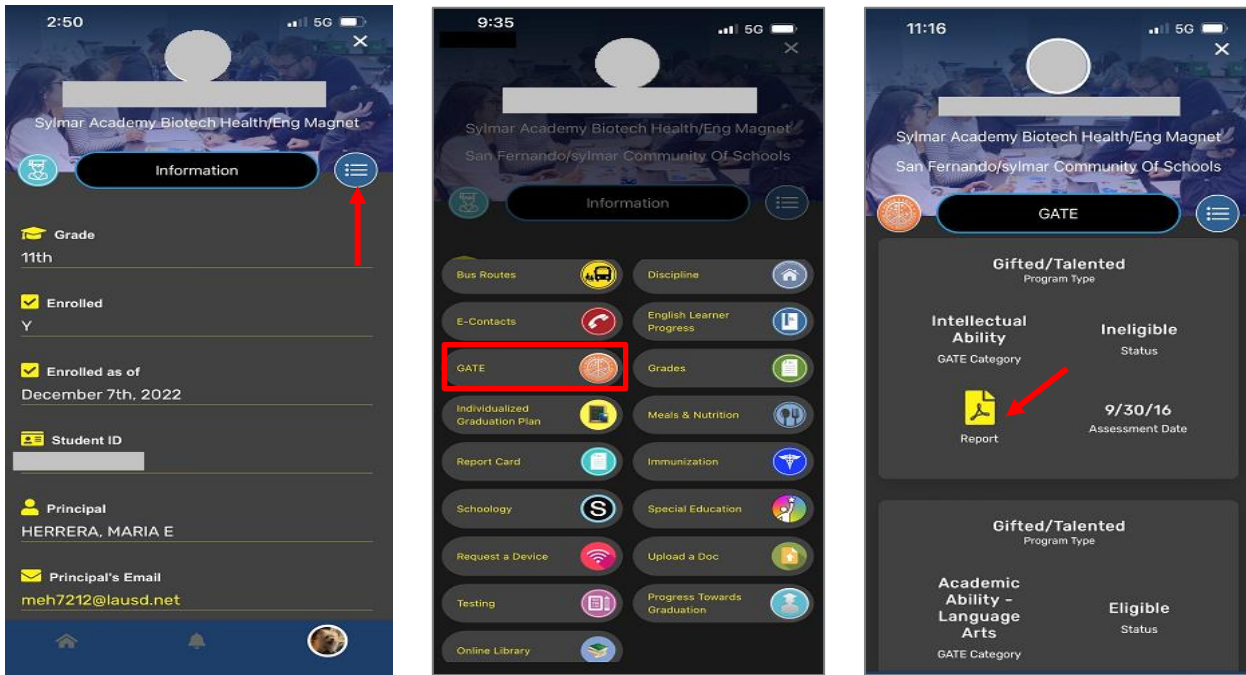 2:50
5G
Sylmar Academy Biotech Health/Eng Magnet
Information
Grade
11th
Enrolled
Y
Enrolled as of
December 7th, 2022
Student ID
Principal
HERRERA, MARIA E
Principal's Email
meh7212@lausd.net
9:35
5G
Sylmar Academy Biotech Health/Eng Magnet
San Fernando/sylmar Community Of Schools
Information
Bus Routes
Discipline
E-Contacts
English Learner
Progress
GATE
Grades
Individualized
Graduation Plan
Meals & Nutrition
Report Card
Immunization
Schoology
S
Special Education
Request a Device
Upload a Doc
Testing
Progress Towards
Graduation
Online Library
11:16
5G
Sylmar Academy Biotech Health/Eng Magnet
San Fernando/sylmar Community Of Schools
GATE
Gifted/Talented
Program Type
Intellectual
Ability
GATE Category
Ineligible
Status
Report
9/30/16
Assessment Date
Gifted/Talented
Program Type
Academic
Ability -
Language
Arts
GATE Category
Eligible
Status